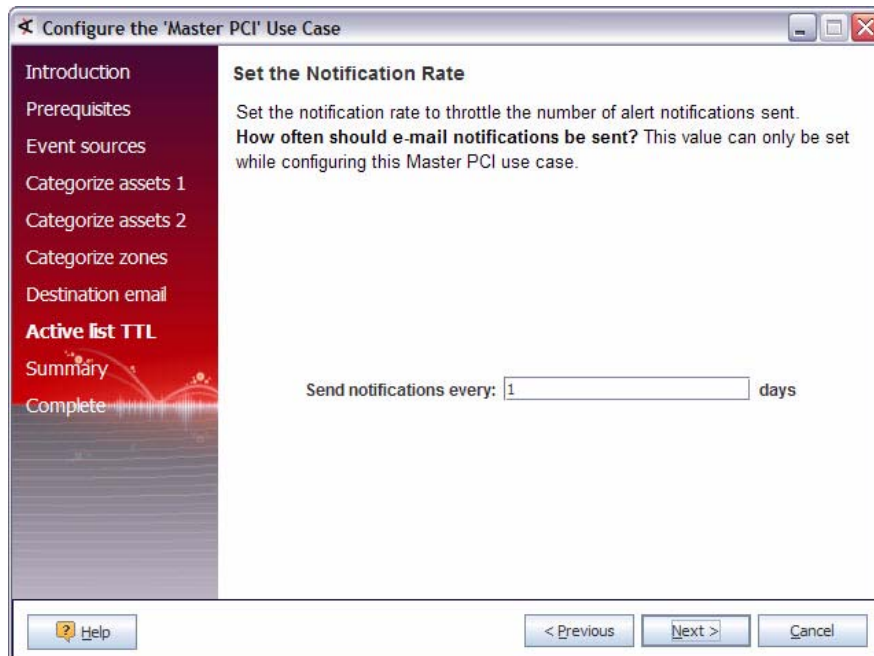 Configure the 'Master PCI' Use Case
Introduction
Prerequisites
Event sources
Categorize assets 1
Categorize assets 2
Categorize zones
Destination email
Active list TTL
Summary
Complete
Set the Notification Rate
Set the notification rate to throttle the number of alert notifications sent.
How often should e-mail notifications be sent? This value can only be set
while configuring this Master PCI use case.
Send notifications every: 1 days
? Help
< Previous
Next >
Cancel